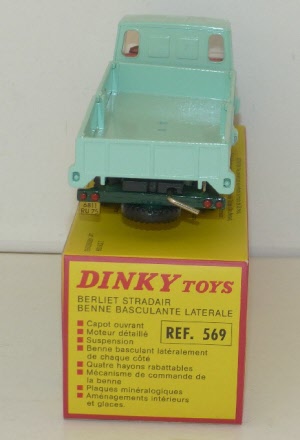 DINKY TOYS
BERLIET STRADAIR
BENNE BASCULANTE LATERALE
Capot ouvrant
Moteur détaillé
Suspension
Benne basculant latéralement
de chaque côté
Quatre hayons rabattables
Mécanisme de commande de
la benne
Plaques minéralogiques
Aménagements intérieurs
et glaces
REF. 569